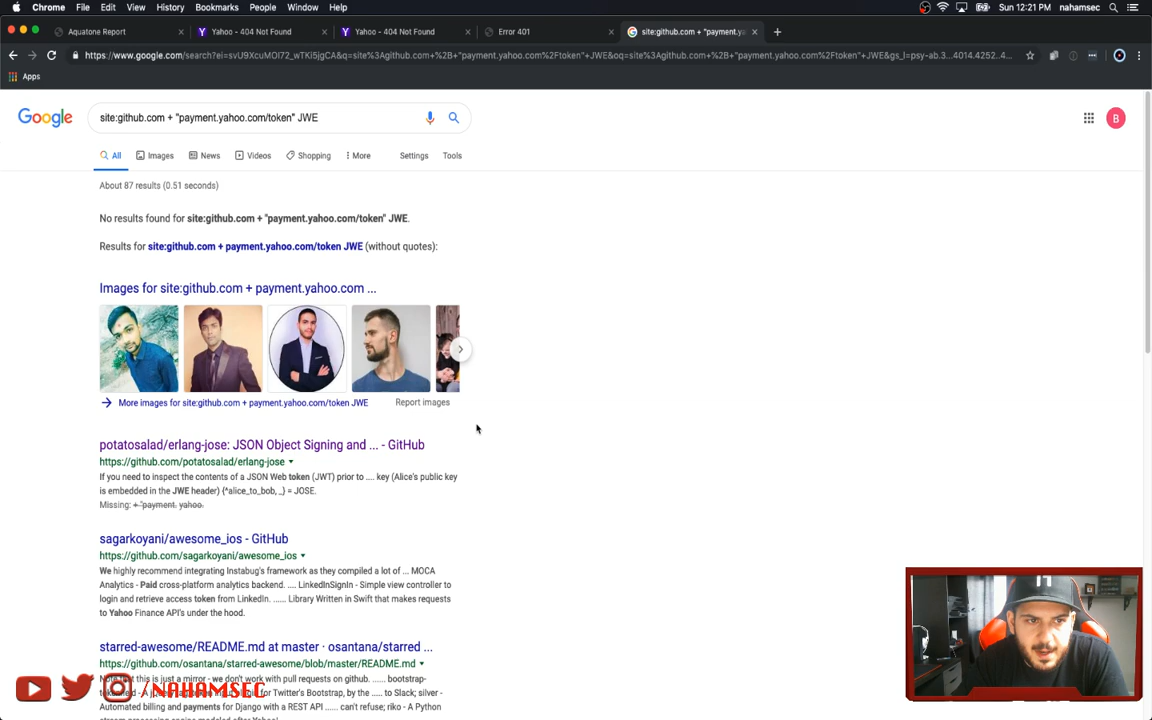 Chrome File Edit View History Bookmarks People Window Help
Sun 12:21 PM nahamsec
Aquatone Report
Yahoo - 404 Not Found
Yahoo - 404 Not Found
Error 401
site:github.com + "payment.ya
https://www.google.com/search?ei=svU9XcuMOI72_wTKi5jgCA&q=site%3Agithub.com+%2B+"payment.yahoo.com%2Ftoken"+JWE&oq=site%3Agithub.com+%2B+"payment.yahoo.com%2Ftoken"+JWE&gs_l=psy-ab.3...4014.4252..4...
Apps
Google
site:github.com + "payment.yahoo.com/token" JWE
B
All Images News Videos Shopping More Settings Tools
About 87 results (0.51 seconds)
No results found for site:github.com + "payment.yahoo.com/token" JWE.
Results for site:github.com + payment.yahoo.com/token JWE (without quotes):
Images for site:github.com + payment.yahoo.com ...
More images for site:github.com + payment.yahoo.com/token JWE Report images
potatosalad/erlang-jose: JSON Object Signing and ... - GitHub
https://github.com/potatosalad/erlang-jose
If you need to inspect the contents of a JSON Web token (JWT) prior to .... key (Alice's public key
is embedded in the JWE header) {^alice_to_bob, _} = JOSE.
Missing: + "payment. yahoo.
sagarkoyani/awesome_ios - GitHub
https://github.com/sagarkoyani/awesome_ios
We highly recommend integrating Instabug's framework as they compiled a lot of ... MOCA
Analytics - Paid cross-platform analytics backend. .... LinkedInSignIn - Simple view controller to
login and retrieve access token from LinkedIn. ...... Library Written in Swift that makes requests
to Yahoo Finance API's under the hood.
starred-awesome/README.md at master · osantana/starred ...
https://github.com/osantana/starred-awesome/blob/master/README.md
this is just a mirror - we don't work with pull requests on github. ...... bootstrap-
for Twitter's Bootstrap, by the ..... to Slack; silver -
Automated billing and payments for Django with a REST API ...... can't refuse; riko - A Python
stream processing engine modeled after Yahoo!
/NAHAMSEC